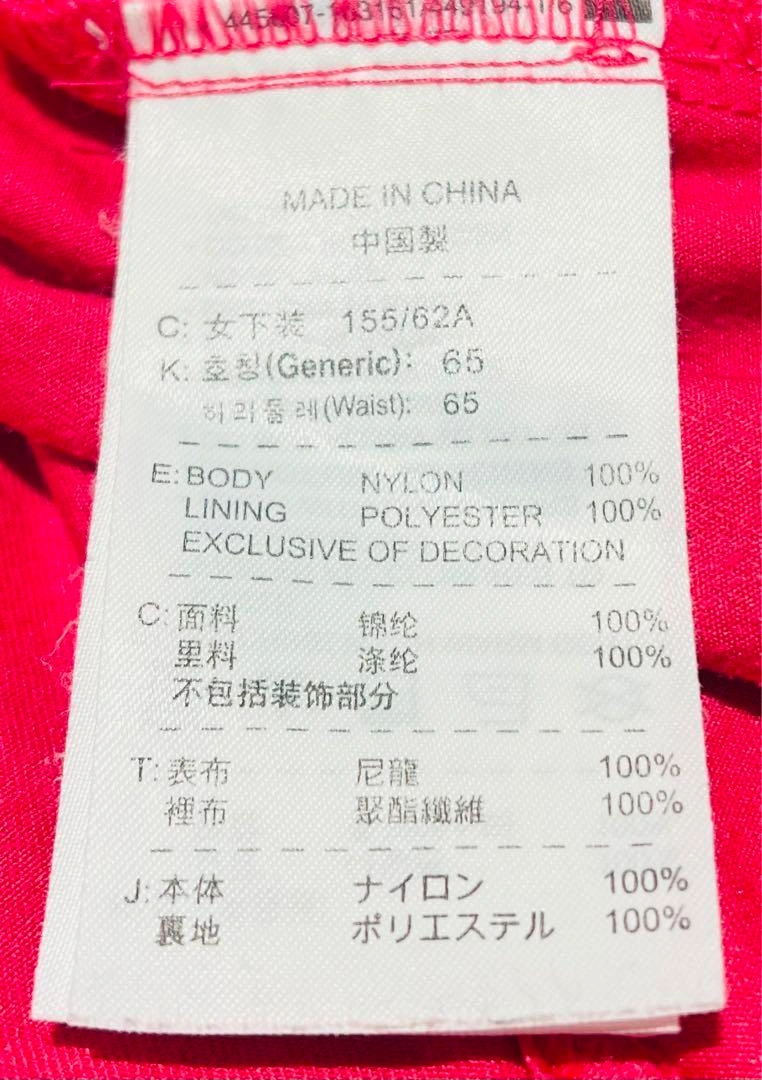 MADE IN CHINA
中国製
C: 女下装 155/62A
K: 호칭(Generic): 65
허리둘레(Waist): 65
E: BODY NYLON 100%
LINING POLYESTER 100%
EXCLUSIVE OF DECORATION
C: 面料 锦纶 100%
里料 涤纶 100%
不包括装饰部分
T: 表布 尼龍 100%
裡布 聚酯纖維 100%
J: 本体 ナイロン 100%
裏地 ポリエステル 100%